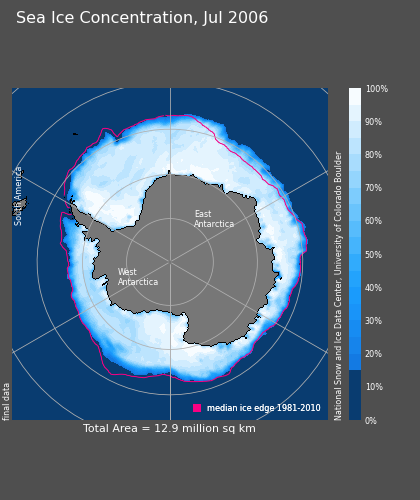 Sea Ice Concentration, Jul 2006
South America
East
Antarctica
West
Antarctica
median ice edge 1981-2010
final data
Total Area = 12.9 million sq km
National Snow and Ice Data Center, University of Colorado Boulder
100%
90%
80%
70%
60%
50%
40%
30%
20%
10%
0%